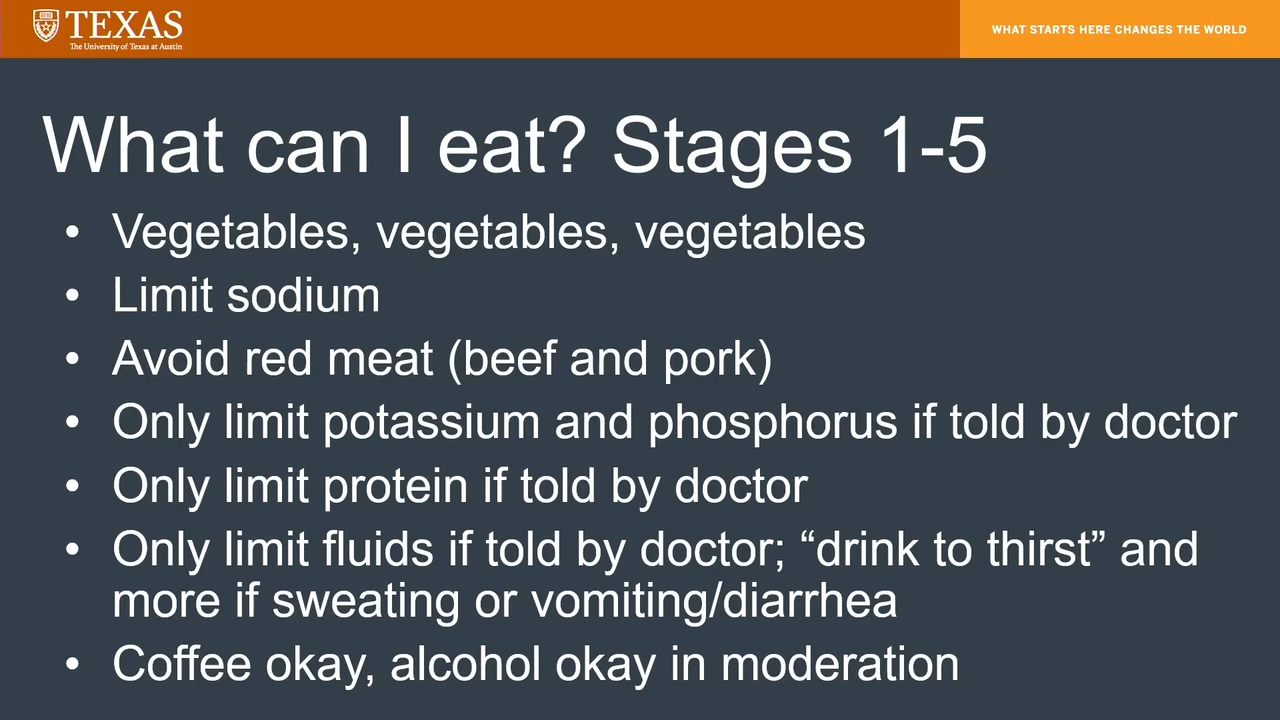 TEXAS
The University of Texas at Austin
WHAT STARTS HERE CHANGES THE WORLD
What can I eat? Stages 1-5
• Vegetables, vegetables, vegetables
• Limit sodium
• Avoid red meat (beef and pork)
• Only limit potassium and phosphorus if told by doctor
• Only limit protein if told by doctor
• Only limit fluids if told by doctor; “drink to thirst” and
more if sweating or vomiting/diarrhea
• Coffee okay, alcohol okay in moderation